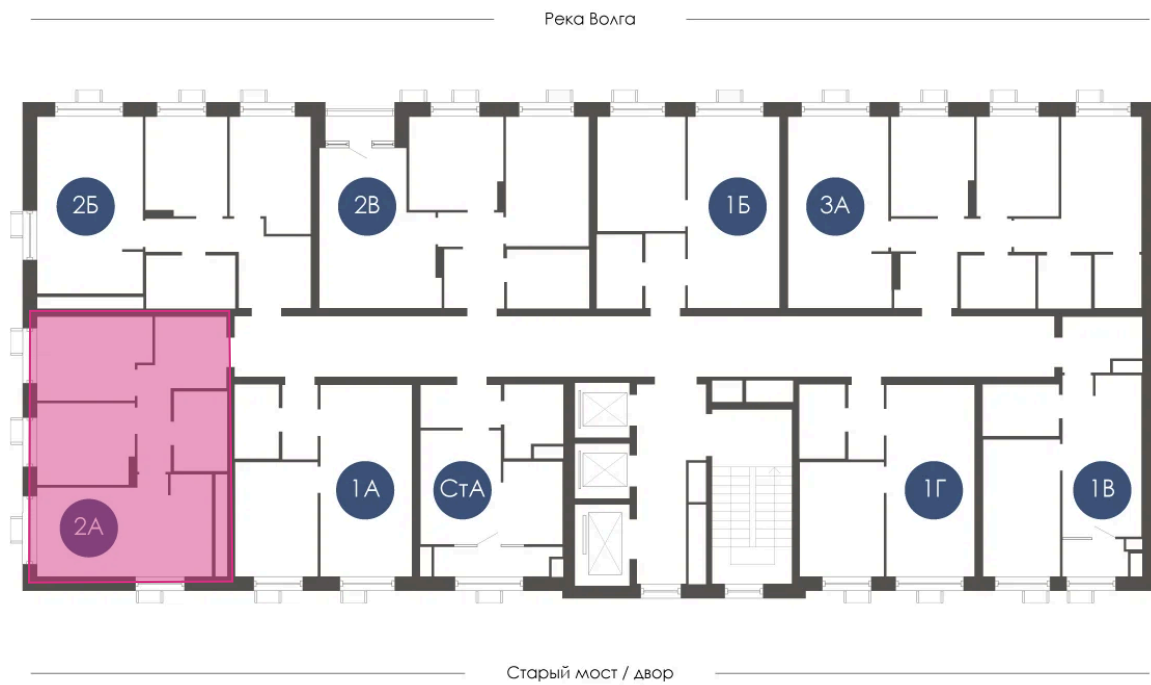 Река Волга
2Б
2В
1Б
3А
2А
1А
СтА
1Г
1В
Старый мост / двор